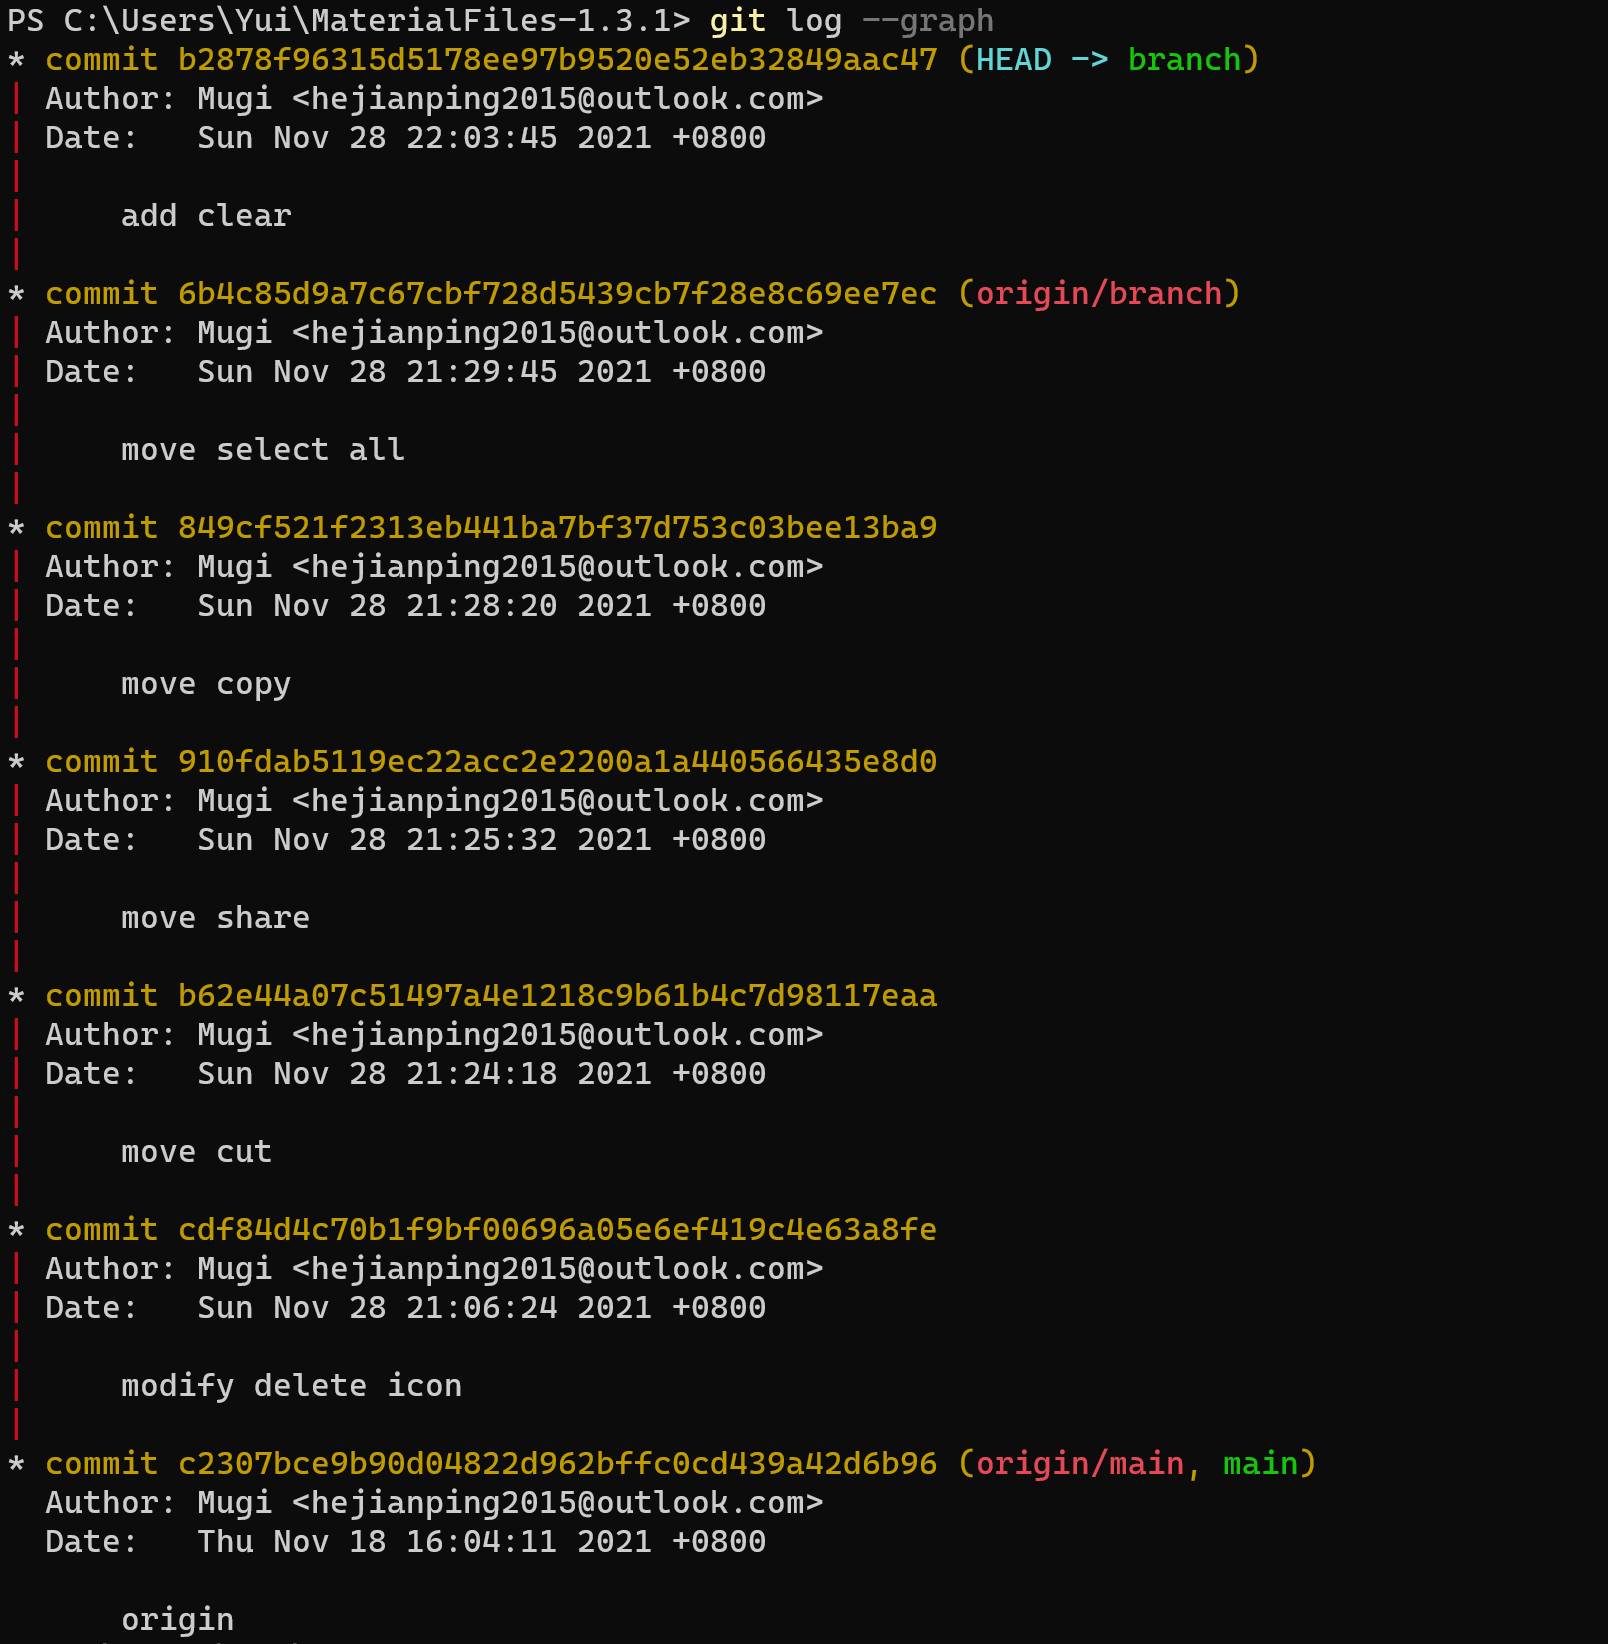 PS C:\Users\Yui\MaterialFiles-1.3.1> git log --graph
* commit b2878f96315d5178ee97b9520e52eb32849aac47 (HEAD -> branch)
| Author: Mugi <hejianping2015@outlook.com>
| Date:   Sun Nov 28 22:03:45 2021 +0800
|
|     add clear
|
* commit 6b4c85d9a7c67cbf728d5439cb7f28e8c69ee7ec (origin/branch)
| Author: Mugi <hejianping2015@outlook.com>
| Date:   Sun Nov 28 21:29:45 2021 +0800
|
|     move select all
|
* commit 849cf521f2313eb441ba7bf37d753c03bee13ba9
| Author: Mugi <hejianping2015@outlook.com>
| Date:   Sun Nov 28 21:28:20 2021 +0800
|
|     move copy
|
* commit 910fdab5119ec22acc2e2200a1a440566435e8d0
| Author: Mugi <hejianping2015@outlook.com>
| Date:   Sun Nov 28 21:25:32 2021 +0800
|
|     move share
|
* commit b62e44a07c51497a4e1218c9b61b4c7d98117eaa
| Author: Mugi <hejianping2015@outlook.com>
| Date:   Sun Nov 28 21:24:18 2021 +0800
|
|     move cut
|
* commit cdf84d4c70b1f9bf00696a05e6ef419c4e63a8fe
| Author: Mugi <hejianping2015@outlook.com>
| Date:   Sun Nov 28 21:06:24 2021 +0800
|
|     modify delete icon
|
* commit c2307bce9b90d04822d962bffc0cd439a42d6b96 (origin/main, main)
  Author: Mugi <hejianping2015@outlook.com>
  Date:   Thu Nov 18 16:04:11 2021 +0800

      origin